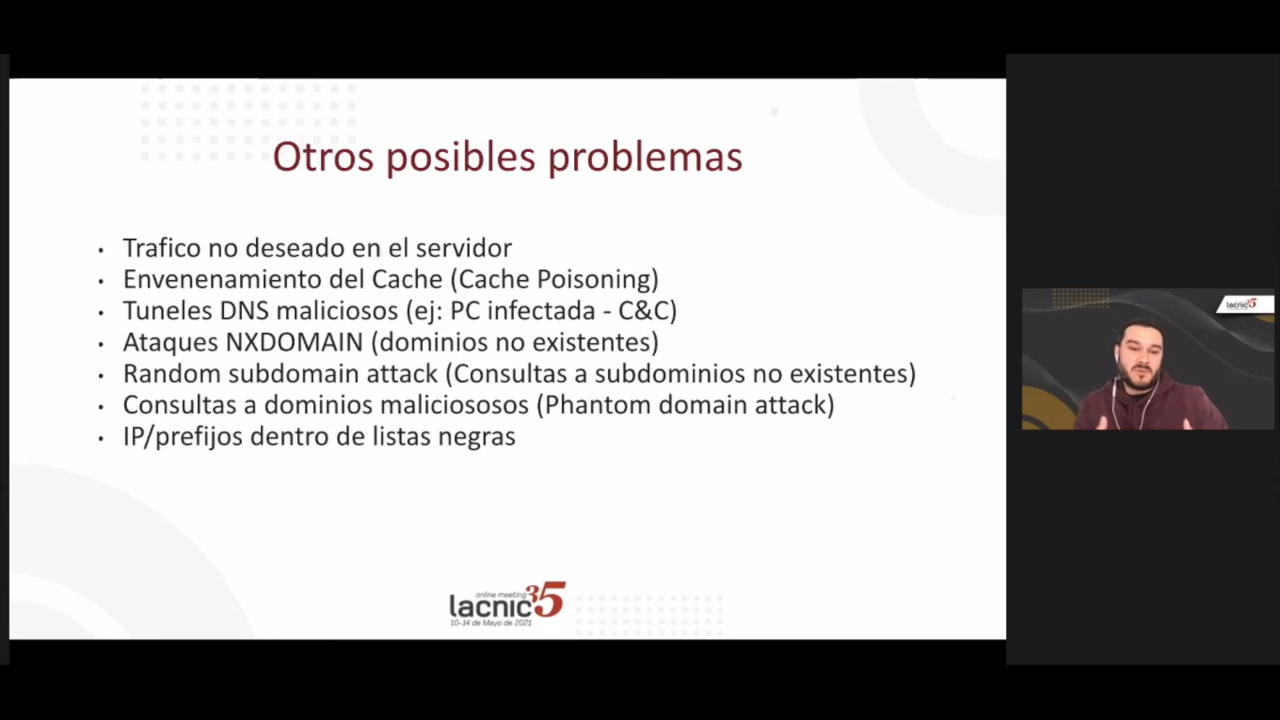 Otros posibles problemas
• Trafico no deseado en el servidor
• Envenenamiento del Cache (Cache Poisoning)
• Tuneles DNS maliciosos (ej: PC infectada - C&C)
• Ataques NXDOMAIN (dominios no existentes)
• Random subdomain attack (Consultas a subdominios no existentes)
• Consultas a dominios maliciososos (Phantom domain attack)
• IP/prefijos dentro de listas negras
online meeting
lacnic35
10-14 de Mayo de 2021
lacnic35